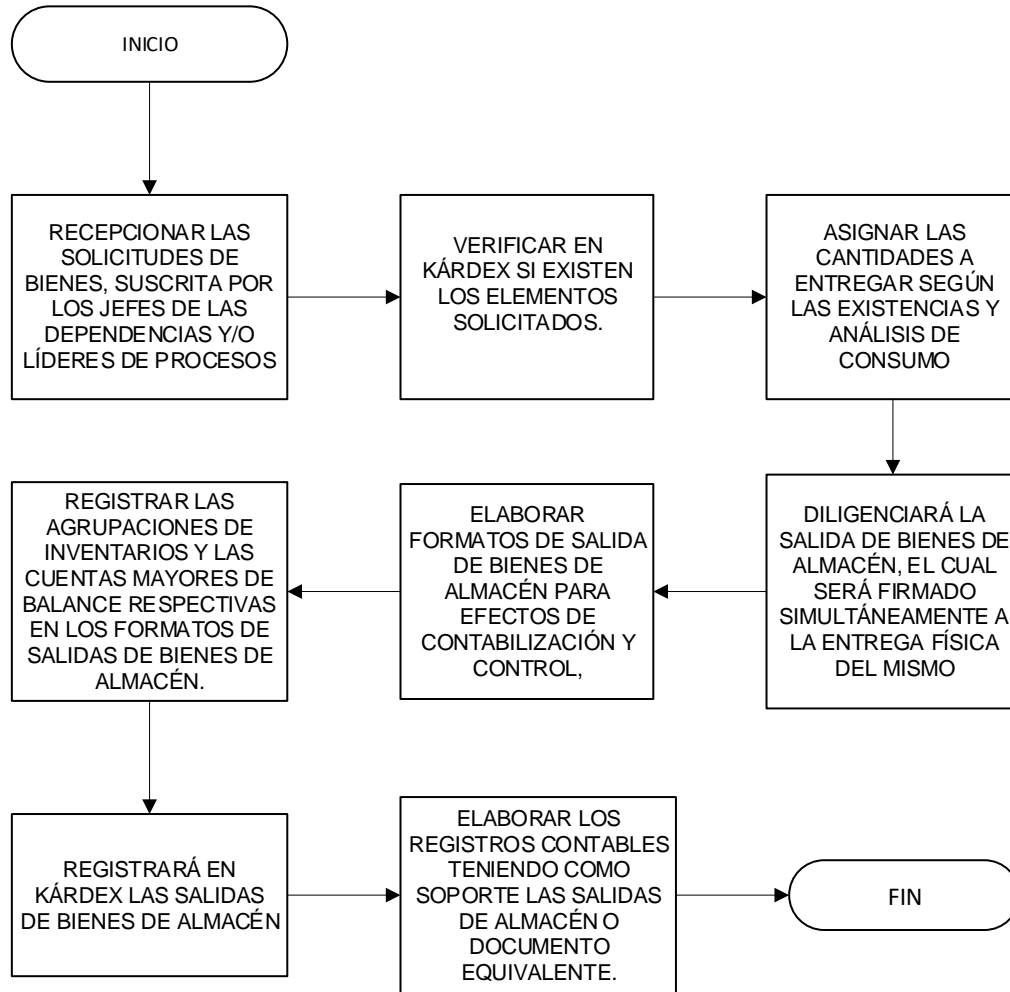 INICIO
RECEPCIONAR LAS
SOLICITUDES DE
BIENES, SUSCRITA POR
LOS JEFES DE LAS
DEPENDENCIAS Y/O
LÍDERES DE PROCESOS
VERIFICAR EN
KÁRDEX SI EXISTEN
LOS ELEMENTOS
SOLICITADOS.
ASIGNAR LAS
CANTIDADES A
ENTREGAR SEGÚN
LAS EXISTENCIAS Y
ANÁLISIS DE
CONSUMO
DILIGENCIARÁ LA
SALIDA DE BIENES DE
ALMACÉN, EL CUAL
SERÁ FIRMADO
SIMULTÁNEAMENTE A
LA ENTREGA FÍSICA
DEL MISMO
ELABORAR
FORMATOS DE SALIDA
DE BIENES DE
ALMACÉN PARA
EFECTOS DE
CONTABILIZACIÓN Y
CONTROL,
REGISTRAR LAS
AGRUPACIONES DE
INVENTARIOS Y LAS
CUENTAS MAYORES DE
BALANCE RESPECTIVAS
EN LOS FORMATOS DE
SALIDAS DE BIENES DE
ALMACÉN.
REGISTRARÁ EN
KÁRDEX LAS SALIDAS
DE BIENES DE ALMACÉN
ELABORAR LOS
REGISTROS CONTABLES
TENIENDO COMO
SOPORTE LAS SALIDAS
DE ALMACÉN O
DOCUMENTO
EQUIVALENTE.
FIN